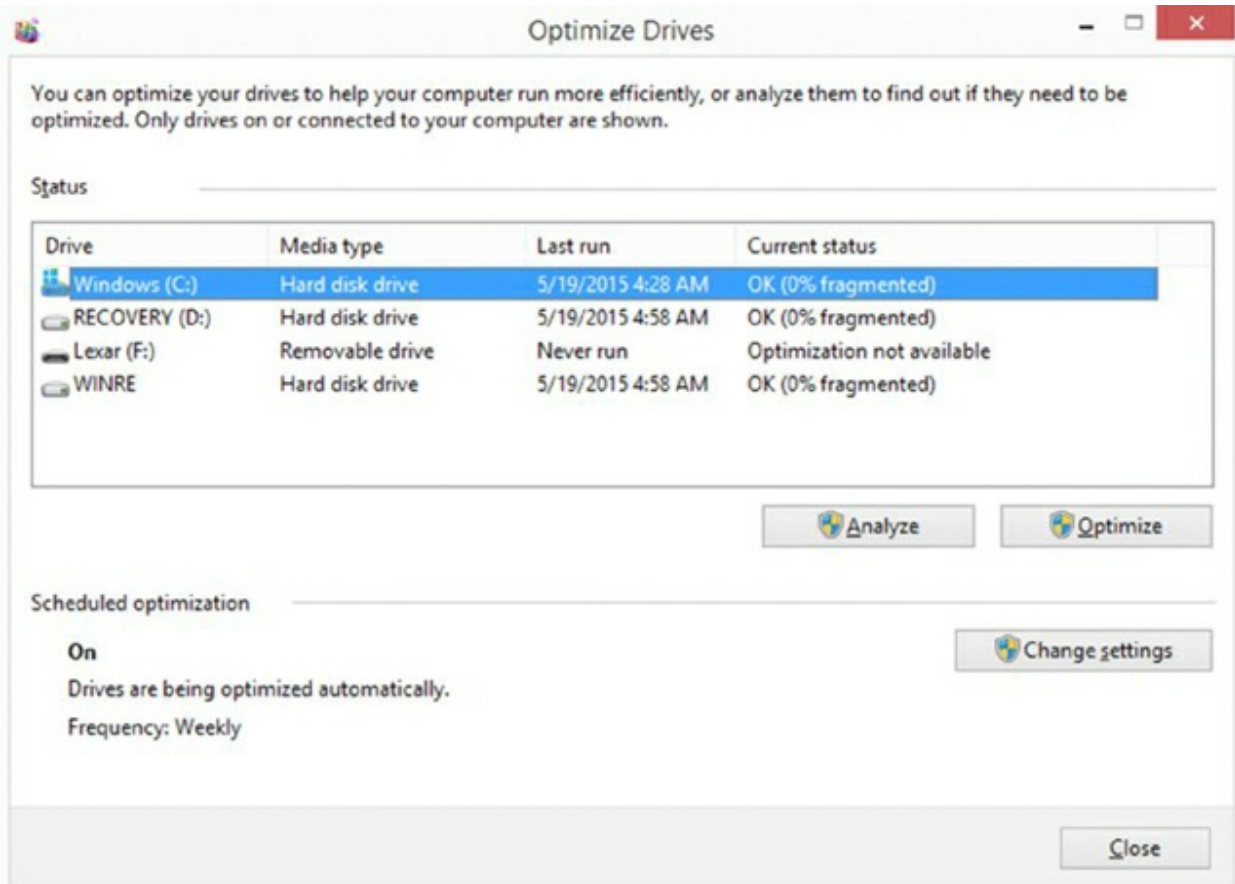 Optimize Drives
You can optimize your drives to help your computer run more efficiently, or analyze them to find out if they need to be
optimized. Only drives on or connected to your computer are shown.
Status
Drive Media type Last run Current status
Windows (C:) Hard disk drive 5/19/2015 4:28 AM OK (0% fragmented)
RECOVERY (D:) Hard disk drive 5/19/2015 4:58 AM OK (0% fragmented)
Lexar (F:) Removable drive Never run Optimization not available
WINRE Hard disk drive 5/19/2015 4:58 AM OK (0% fragmented)
Analyze Optimize
Scheduled optimization
On
Change settings
Drives are being optimized automatically.
Frequency: Weekly
Close